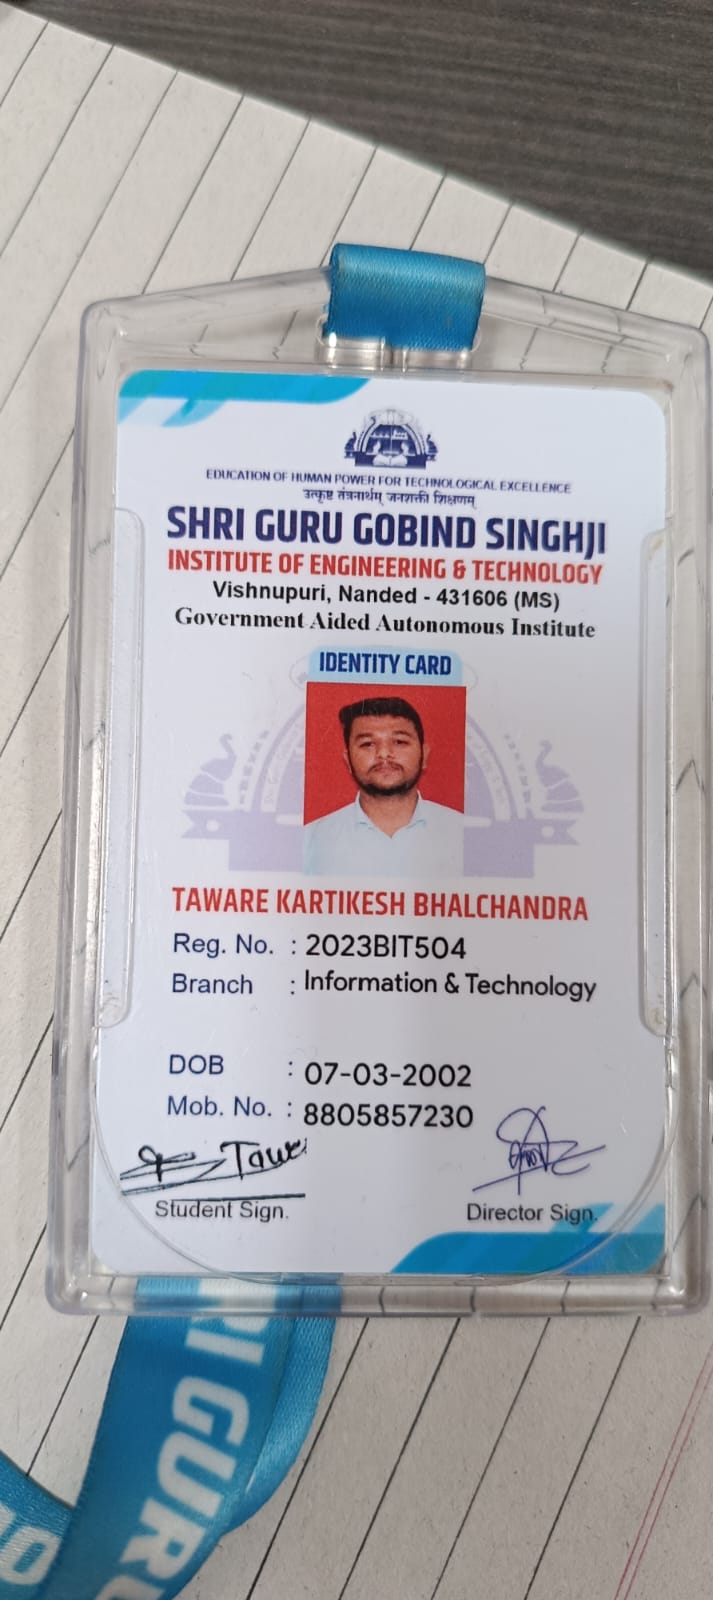 EDUCATION OF HUMAN POWER FOR TECHNOLOGICAL EXCELLENCE
उत्कृष्ट तंत्रनार्थम् जनशक्ती शिक्षणम्
SHRI GURU GOBIND SINGHJI
INSTITUTE OF ENGINEERING & TECHNOLOGY
Vishnupuri, Nanded - 431606 (MS)
Government Aided Autonomous Institute
IDENTITY CARD
TAWARE KARTIKESH BHALCHANDRA
Reg. No. : 2023BIT504
Branch : Information & Technology
DOB : 07-03-2002
Mob. No. : 8805857230
Tawre
Student Sign. Director Sign.
RI GURU